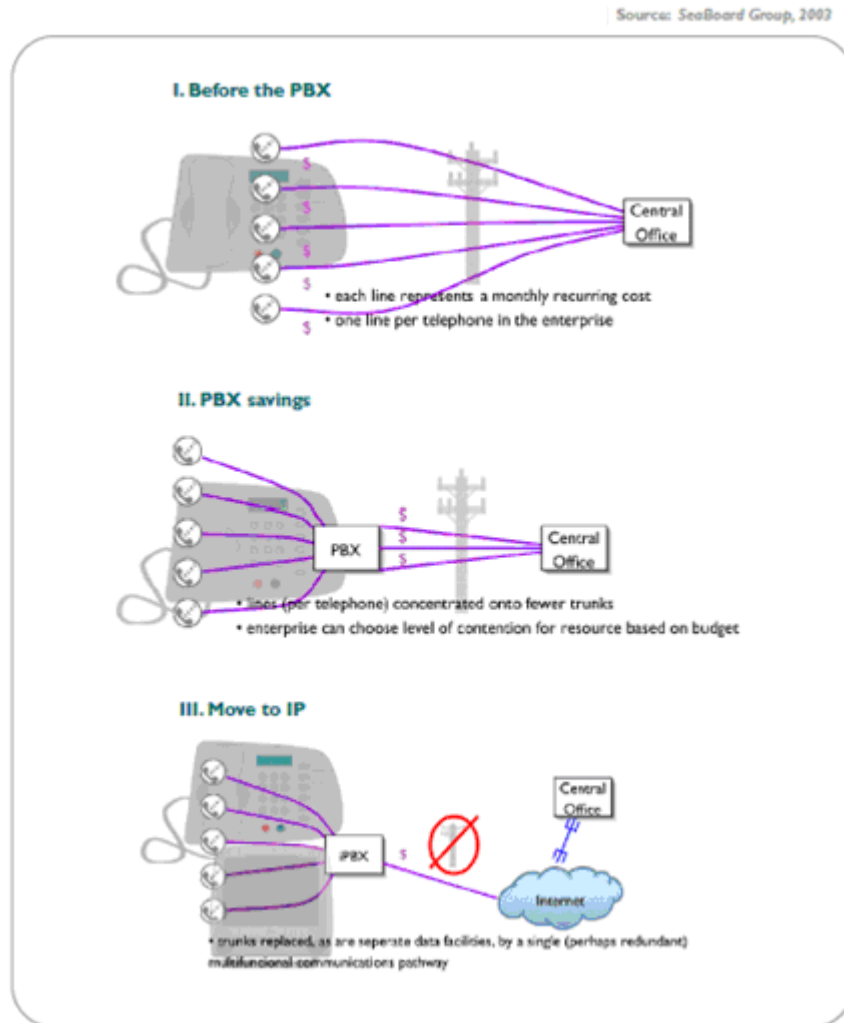 Source: SeaBoard Group, 2003
I. Before the PBX
$
$
$
$
$
Central
Office
• each line represents a monthly recurring cost
• one line per telephone in the enterprise
II. PBX savings
PBX
$
$
$
Central
Office
• lines (per telephone) concentrated onto fewer trunks
• enterprise can choose level of contention for resource based on budget
III. Move to IP
iPBX
$
Central
Office
Internet
• trunks replaced, as are seperate data facilities, by a single (perhaps redundant)
multifuncional communications pathway